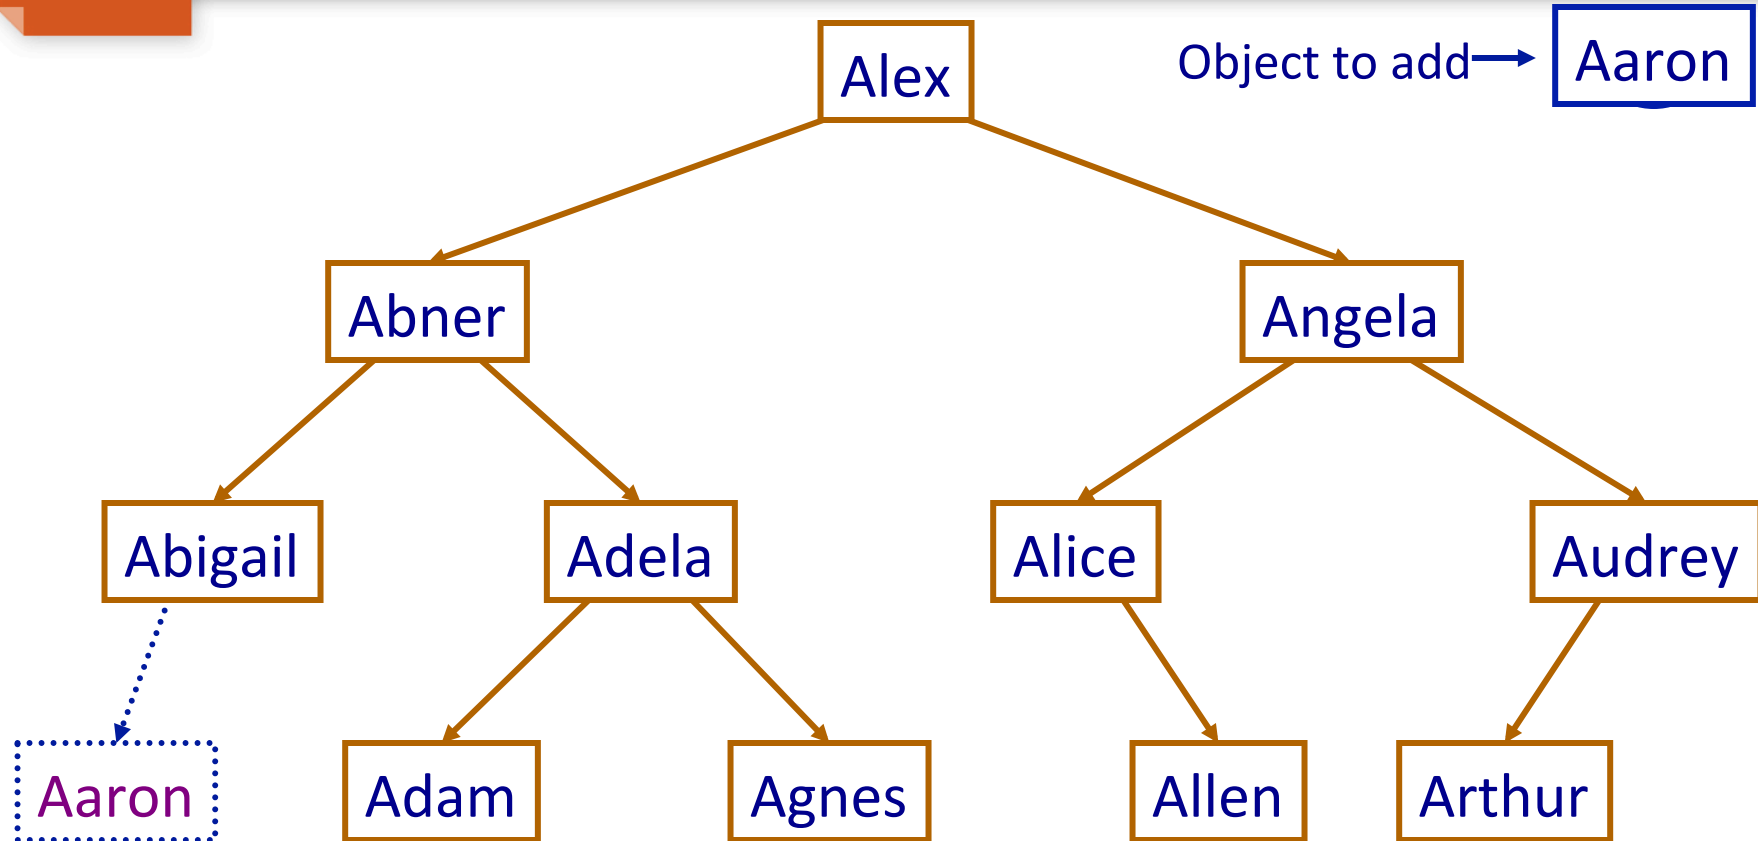 Alex
Object to add
Aaron
Abner
Angela
Abigail
Adela
Alice
Audrey
Aaron
Adam
Agnes
Allen
Arthur